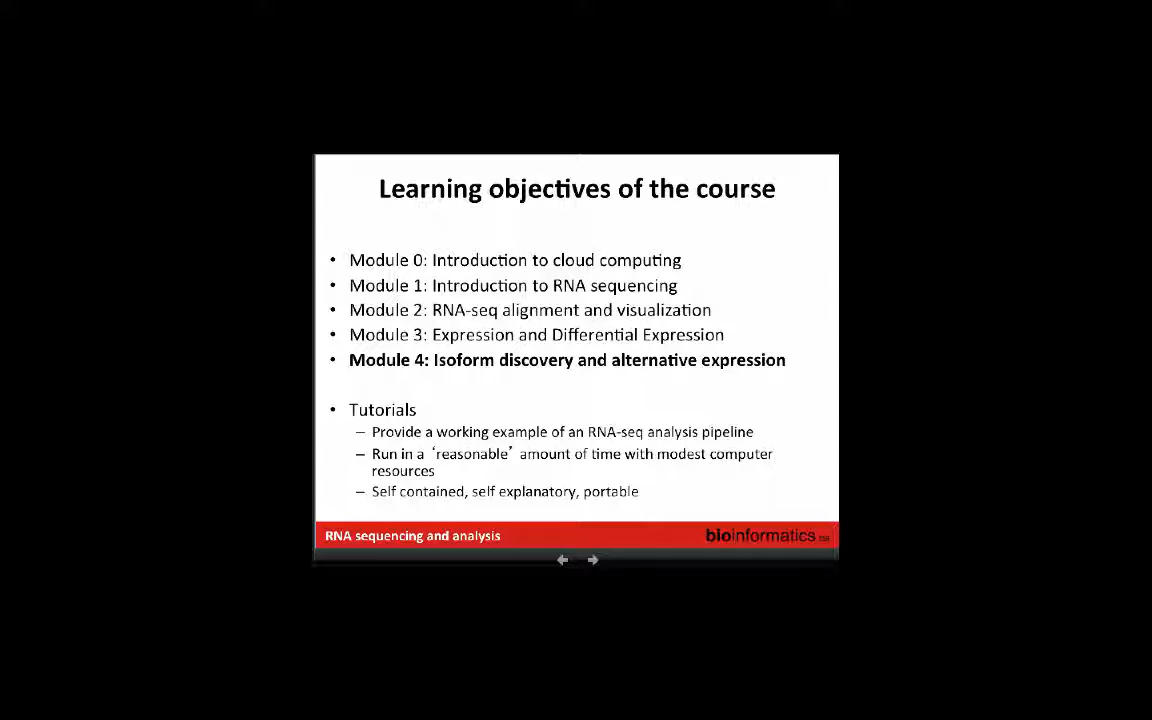 Learning objectives of the course
• Module 0: Introduction to cloud computing
• Module 1: Introduction to RNA sequencing
• Module 2: RNA-seq alignment and visualization
• Module 3: Expression and Differential Expression
• Module 4: Isoform discovery and alternative expression
• Tutorials
– Provide a working example of an RNA-seq analysis pipeline
– Run in a ‘reasonable’ amount of time with modest computer
resources
– Self contained, self explanatory, portable
RNA sequencing and analysis
bioinformatics